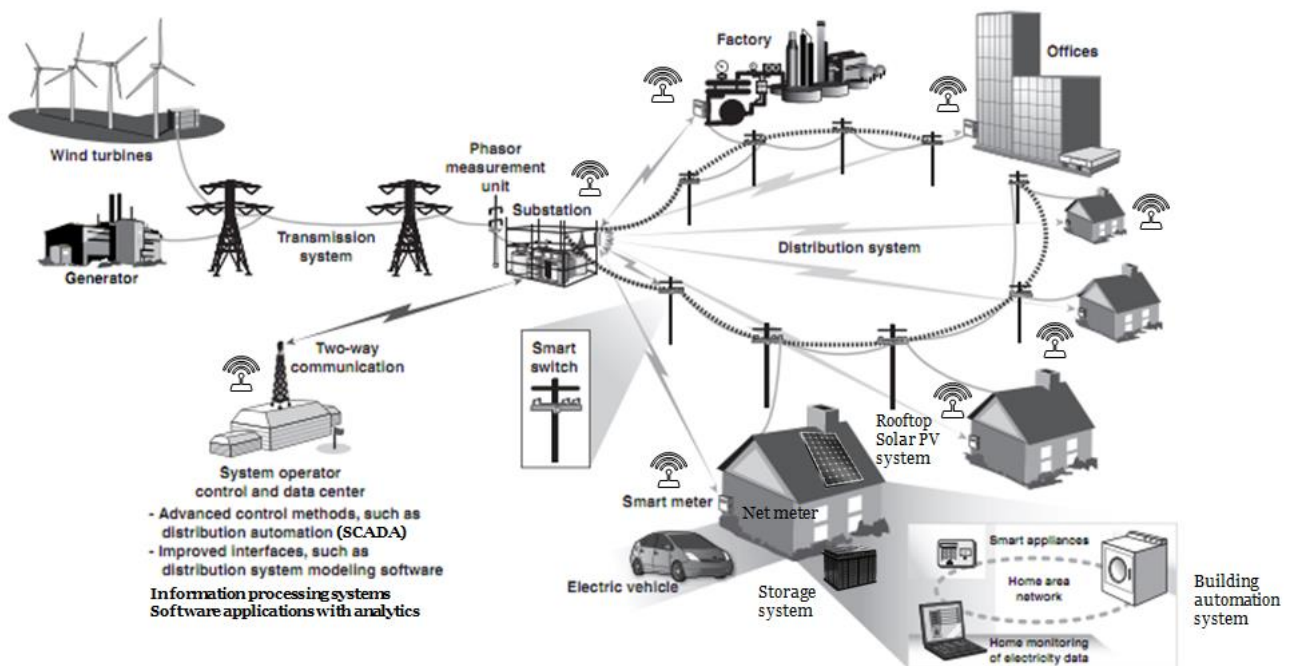 Factory
Offices
Wind turbines
Phasor
measurement
unit
Substation
Transmission
system
Generator
Distribution system
Two-way
communication
Smart
switch
Rooftop
Solar PV
system
System operator
control and data center
- Advanced control methods, such as
distribution automation (SCADA)
- Improved interfaces, such as
distribution system modeling software
Information processing systems
Software applications with analytics
Smart meter
Net meter
Electric vehicle
Storage
system
Smart appliances
Home area
network
Home monitoring
of electricity data
Building
automation
system